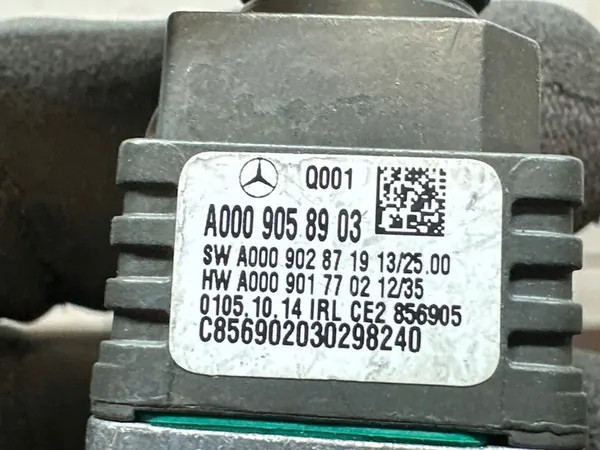 Q001
A000 905 89 03
SW A000 902 87 19 13/25.00
HW A000 901 77 02 12/35
0105.10.14 IRL CE2 856905
C856902030298240